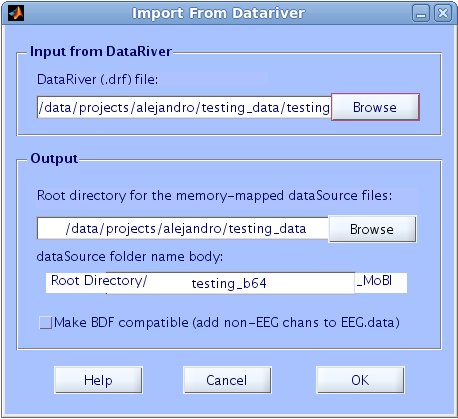 Import From Datariver
Input from DataRiver
DataRiver (.drf) file:
/data/projects/alejandro/testing_data/testing
Browse
Output
Root directory for the memory-mapped dataSource files:
/data/projects/alejandro/testing_data
Browse
dataSource folder name body:
Root Directory/ testing_b64 _MoBI
Make BDF compatible (add non-EEG chans to EEG.data)
Help Cancel OK